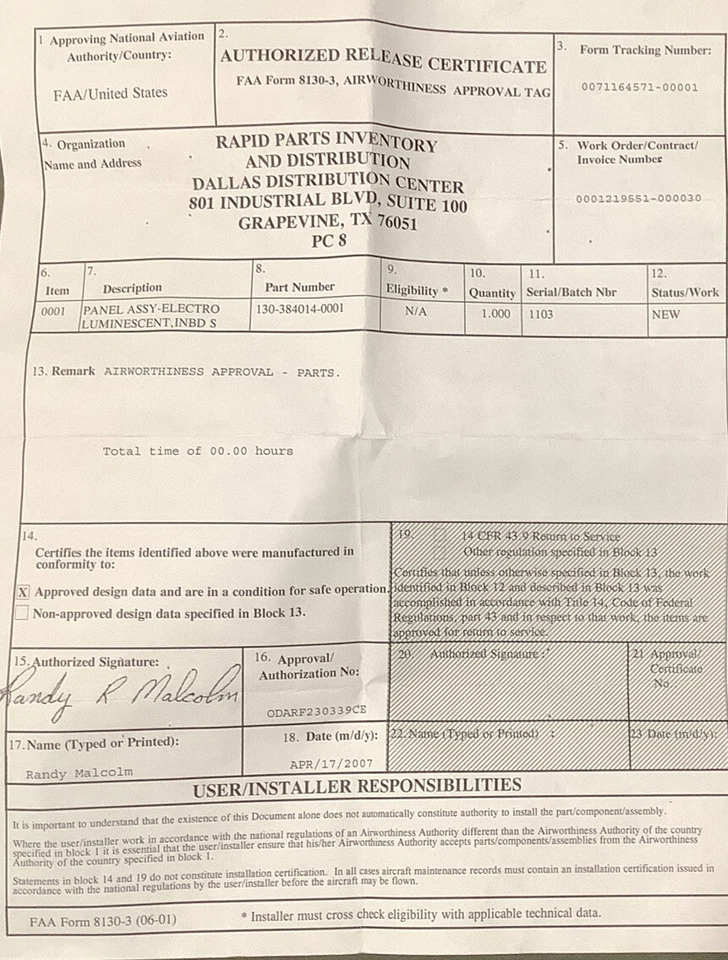 1 Approving National Aviation
Authority/Country:
FAA/United States
2.
AUTHORIZED RELEASE CERTIFICATE
FAA Form 8130-3, AIRWORTHINESS APPROVAL TAG
3. Form Tracking Number:
0071164571-00001
4. Organization
Name and Address
RAPID PARTS INVENTORY
AND DISTRIBUTION
DALLAS DISTRIBUTION CENTER
801 INDUSTRIAL BLVD, SUITE 100
GRAPEVINE, TX 76051
PC 8
5. Work Order/Contract/
Invoice Number
0001219551-000030
6.
Item
7.
Description
8.
Part Number
9.
Eligibility *
10.
Quantity
11.
Serial/Batch Nbr
12.
Status/Work
0001
PANEL ASSY-ELECTRO
LUMINESCENT,INBD S
130-384014-0001
N/A
1.000
1103
NEW
13. Remark AIRWORTHINESS APPROVAL - PARTS.
Total time of 00.00 hours
14.
Certifies the items identified above were manufactured in
conformity to:
X Approved design data and are in a condition for safe operation.
Non-approved design data specified in Block 13.
19. 14 CFR 43.9 Return to Service
Other regulation specified in Block 13
Certifies that unless otherwise specified in Block 13, the work
identified in Block 12 and described in Block 13 was
accomplished in accordance with Title 14, Code of Federal
Regulations, part 43 and in respect to that work, the items are
approved for return to service.
15. Authorized Signature:
Randy R Malcolm
16. Approval/
Authorization No:
ODARF230339CE
20. Authorized Signature:
21 Approval/
Certificate
No.
17. Name (Typed or Printed):
Randy Malcolm
18. Date (m/d/y):
APR/17/2007
22. Name (Typed or Printed) :
23 Date (m/d/y):
USER/INSTALLER RESPONSIBILITIES
It is important to understand that the existence of this Document alone does not automatically constitute authority to install the part/component/assembly.
Where the user/installer work in accordance with the national regulations of an Airworthiness Authority different than the Airworthiness Authority of the country
specified in block 1 it is essential that the user/installer ensure that his/her Airworthiness Authority accepts parts/components/assemblies from the Airworthiness
Authority of the country specified in block 1.
Statements in block 14 and 19 do not constitute installation certification. In all cases aircraft maintenance records must contain an installation certification issued in
accordance with the national regulations by the user/installer before the aircraft may be flown.
FAA Form 8130-3 (06-01)
* Installer must cross check eligibility with applicable technical data.